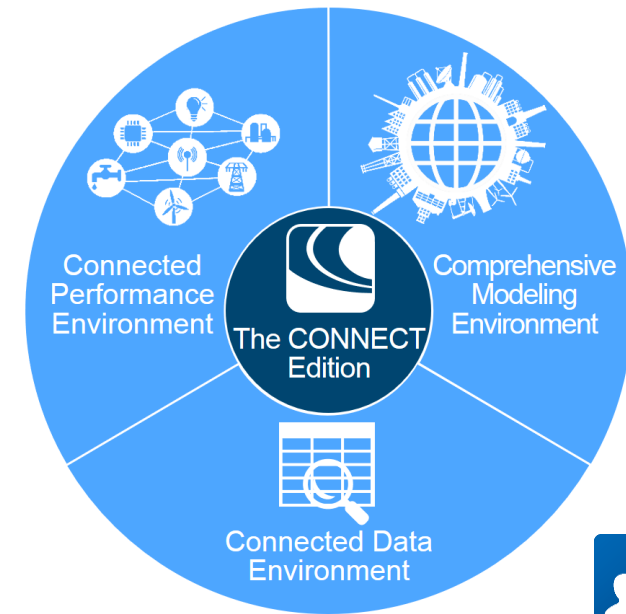 Connected
Performance
Environment
Comprehensive
Modeling
Environment
The CONNECT
Edition
Connected Data
Environment